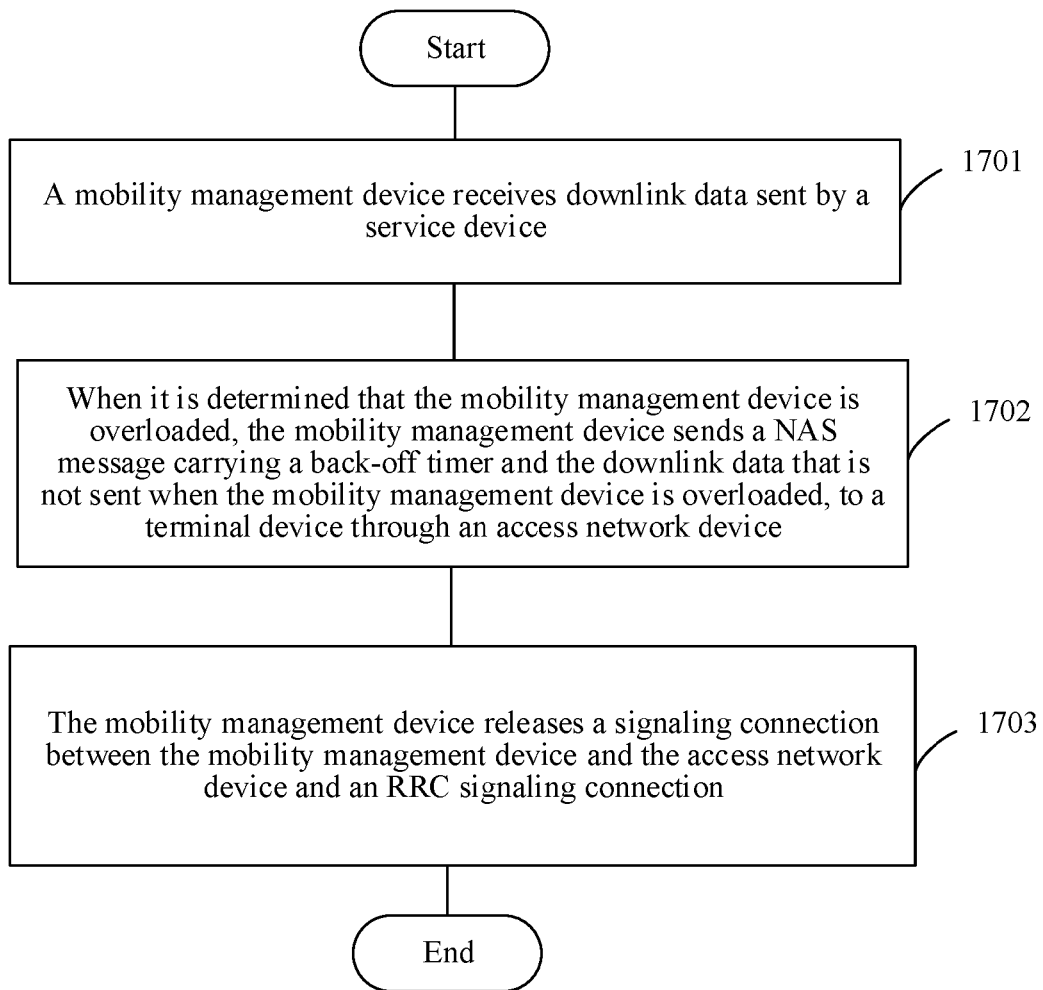 Start
A mobility management device receives downlink data sent by a
service device
1701
When it is determined that the mobility management device is
overloaded, the mobility management device sends a NAS
message carrying a back-off timer and the downlink data that is
not sent when the mobility management device is overloaded, to a
terminal device through an access network device
1702
The mobility management device releases a signaling connection
between the mobility management device and the access network
device and an RRC signaling connection
1703
End